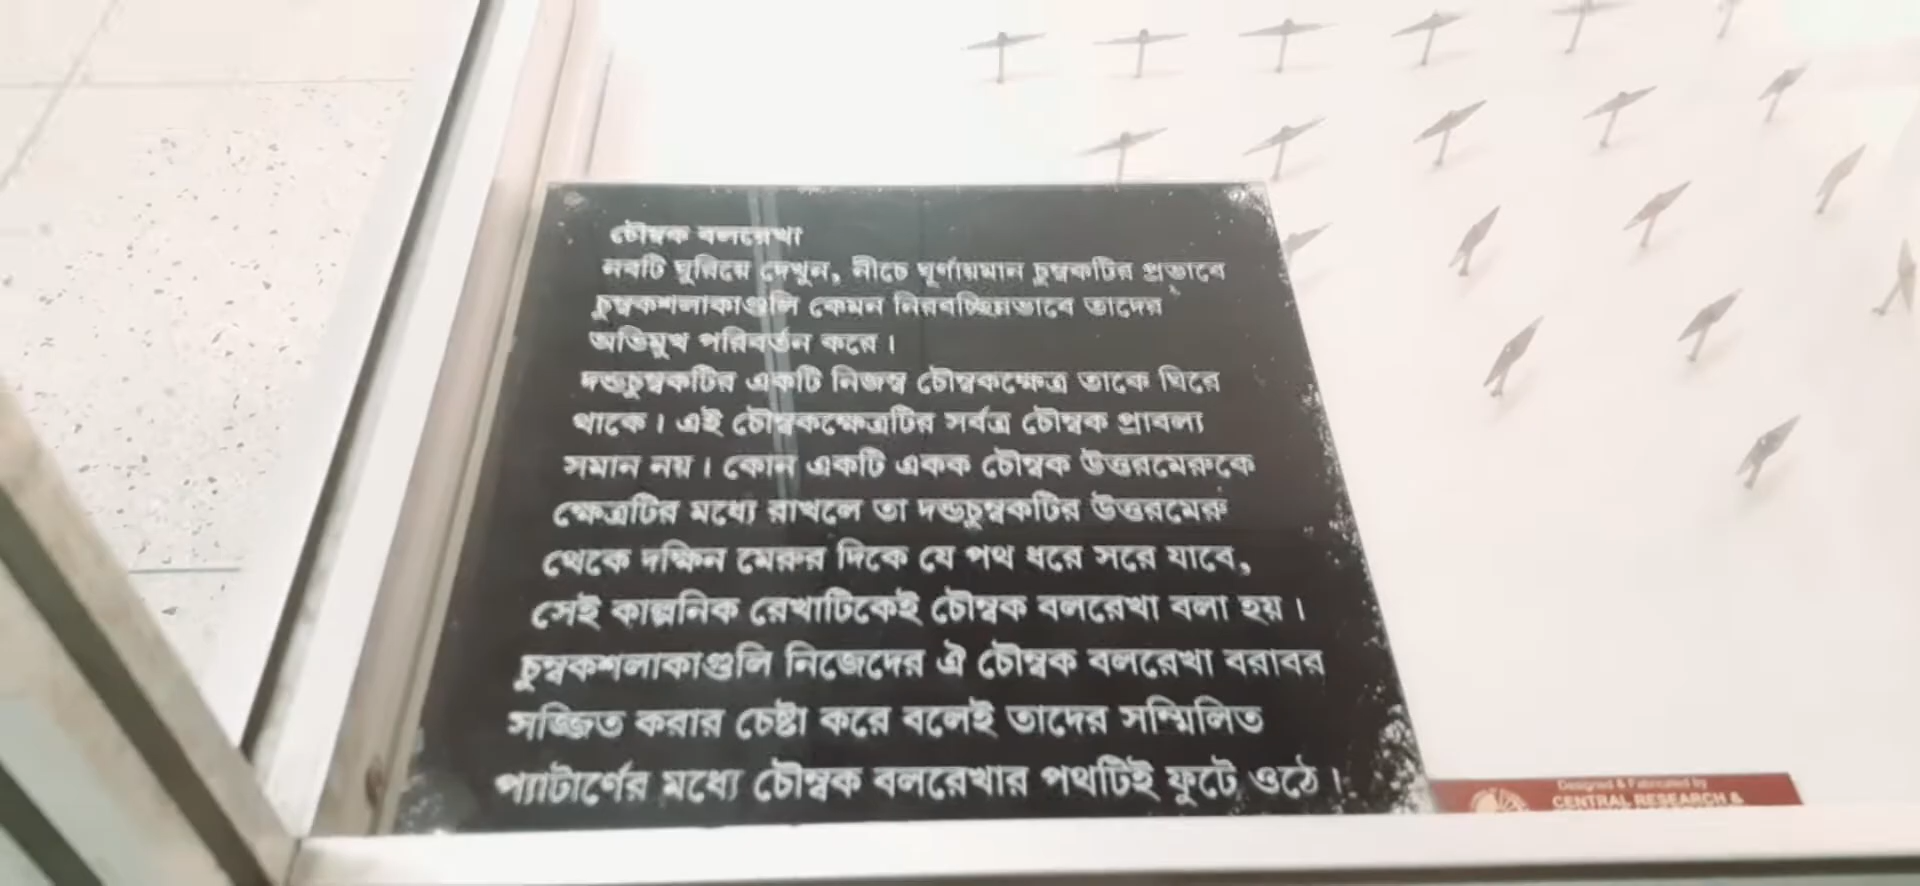 চৌম্বক বলরেখা
নবটি ঘুরিয়ে দেখুন, নীচে ঘূর্ণায়মান চুম্বকটির প্রভাবে
চুম্বকশলাকাগুলি কেমন নিরবচ্ছিন্নভাবে তাদের
অভিমুখ পরিবর্তন করে।
দন্ডচুম্বকটির একটি নিজস্ব চৌম্বকক্ষেত্র তাকে ঘিরে
থাকে। এই চৌম্বকক্ষেত্রটির সর্বত্র চৌম্বক প্রাবল্য
সমান নয়। কোন একটি একক চৌম্বক উত্তরমেরুকে
ক্ষেত্রটির মধ্যে রাখলে তা দন্ডচুম্বকটির উত্তরমেরু
থেকে দক্ষিন মেরুর দিকে যে পথ ধরে সরে যাবে,
সেই কাল্পনিক রেখাটিকেই চৌম্বক বলরেখা বলা হয়।
চুম্বকশলাকাগুলি নিজেদের ঐ চৌম্বক বলরেখা বরাবর
সজ্জিত করার চেষ্টা করে বলেই তাদের সম্মিলিত
প্যাটার্ণের মধ্যে চৌম্বক বলরেখার পথটিই ফুটে ওঠে।
Designed & Fabricated by
CENTRAL RESEARCH &